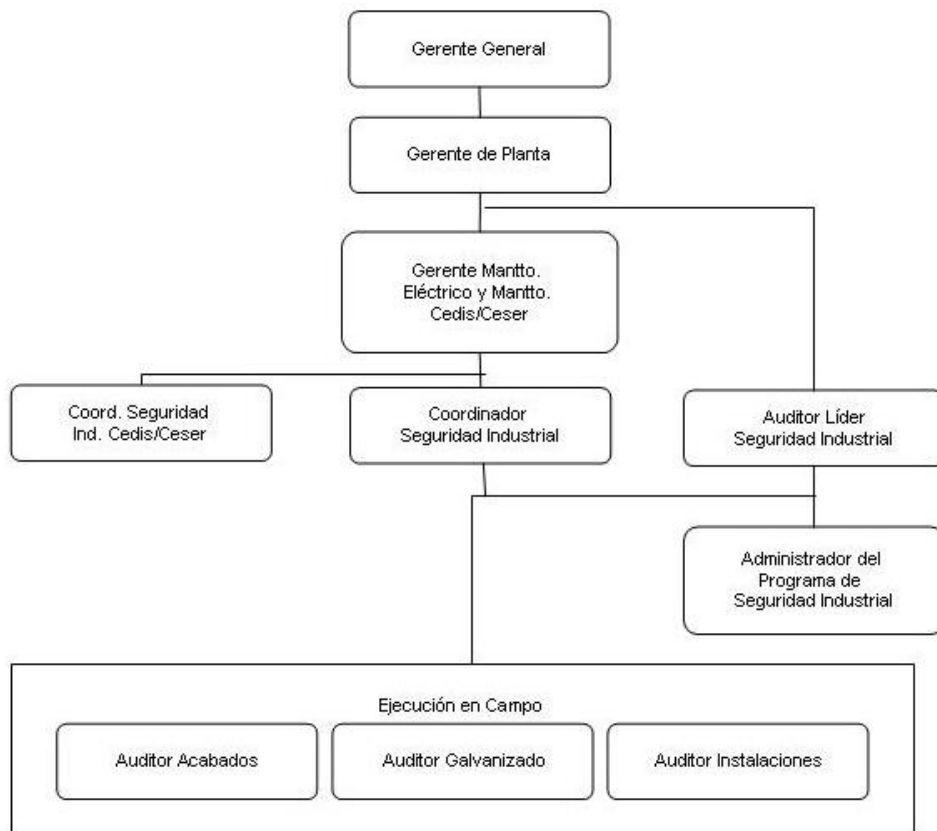 Gerente General
Gerente de Planta
Gerente Mantto.
Eléctrico y Mantto.
Cedis/Ceser
Coord. Seguridad
Ind. Cedis/Ceser
Coordinador
Seguridad Industrial
Auditor Líder
Seguridad Industrial
Administrador del
Programa de
Seguridad Industrial
Ejecución en Campo
Auditor Acabados
Auditor Galvanizado
Auditor Instalaciones